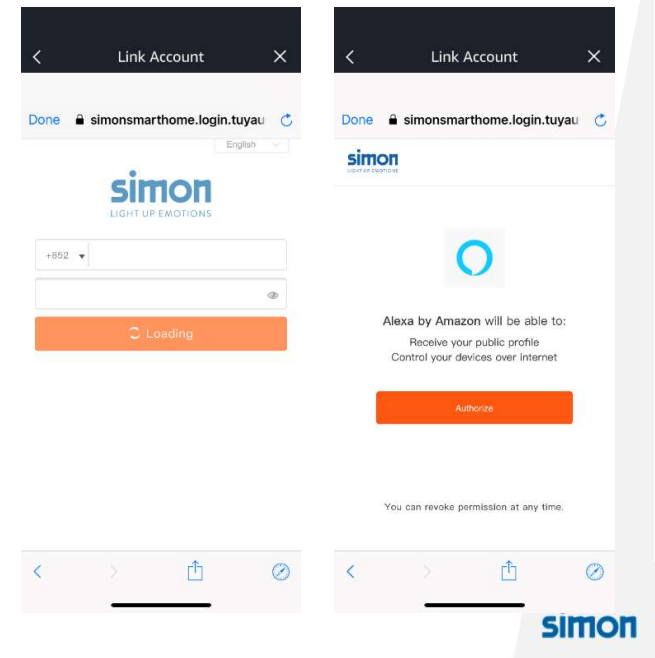 Link Account
Done simonsmarthome.login.tuyau
English
simon
LIGHT UP EMOTIONS
+852
Loading
Link Account
Done simonsmarthome.login.tuyau
simon
LIGHT UP EMOTIONS
Alexa by Amazon will be able to:
Receive your public profile
Control your devices over internet
Authorize
You can revoke permission at any time.
simon